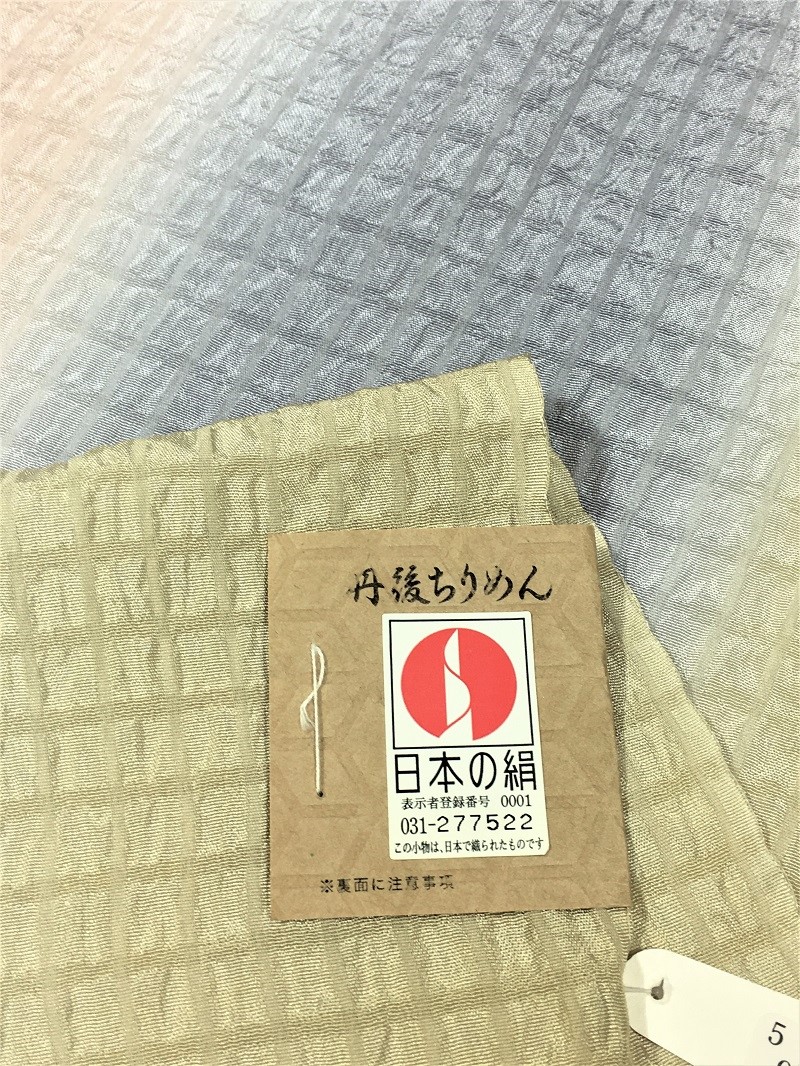 丹後ちりめん
日本の絹
表示者登録番号 0001
031-277522
この小物は、日本で織られたものです
※裏面に注意事項
5